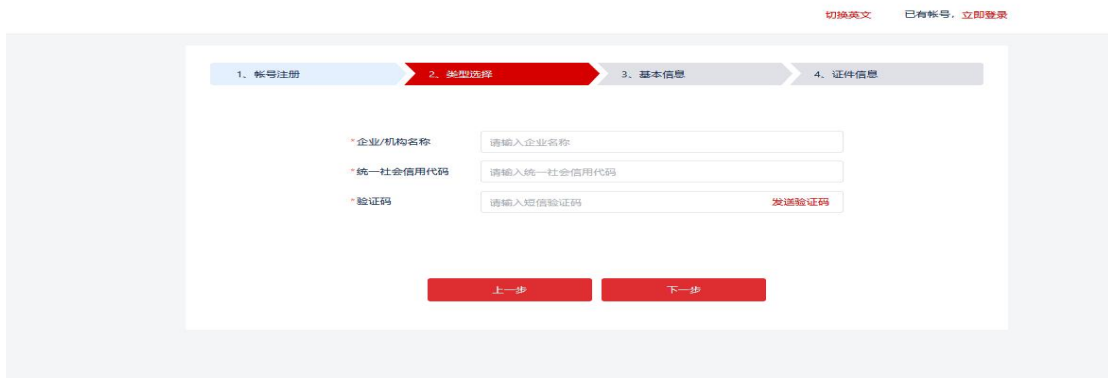 切换英文 已有帐号，立即登录
1、帐号注册 2、类型选择 3、基本信息 4、证件信息
*企业/机构名称 请输入企业名称
*统一社会信用代码 请输入统一社会信用代码
*验证码 请输入短信验证码 发送验证码
上一步 下一步